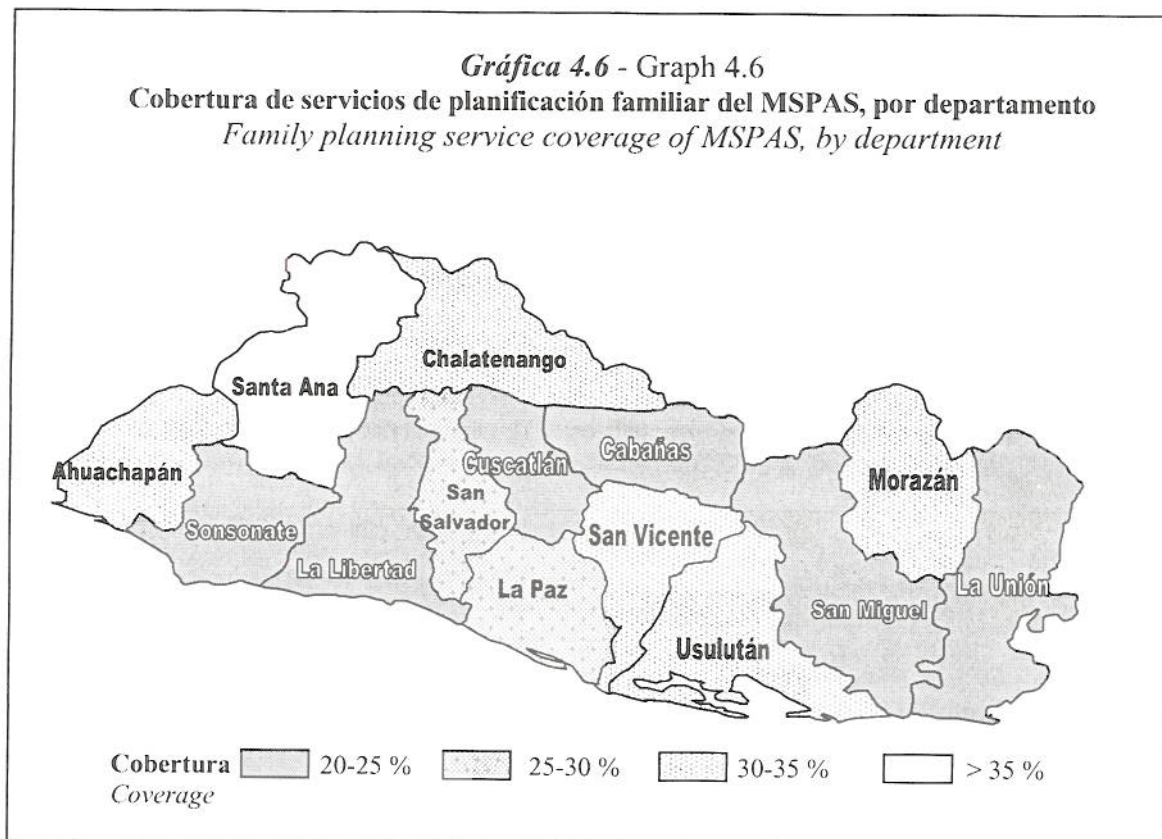 Gráfica 4.6 - Graph 4.6
Cobertura de servicios de planificación familiar del MSPAS, por departamento
Family planning service coverage of MSPAS, by department
Chalatenango
Santa Ana
Ahuachapán
Cuscatlán
Cabañas
Morazán
San
Salvador
Sonsonate
San Vicente
La Libertad
La Paz
San Miguel
La Unión
Usulután
Cobertura 20-25 % 25-30 % 30-35 % > 35 %
Coverage